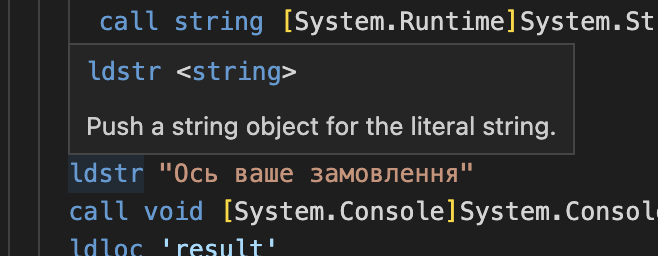 call string [System.Runtime]System.St
ldstr <string>
Push a string object for the literal string.
ldstr "Ось ваше замовлення"
call void [System.Console]System.Consol
ldloc 'result'